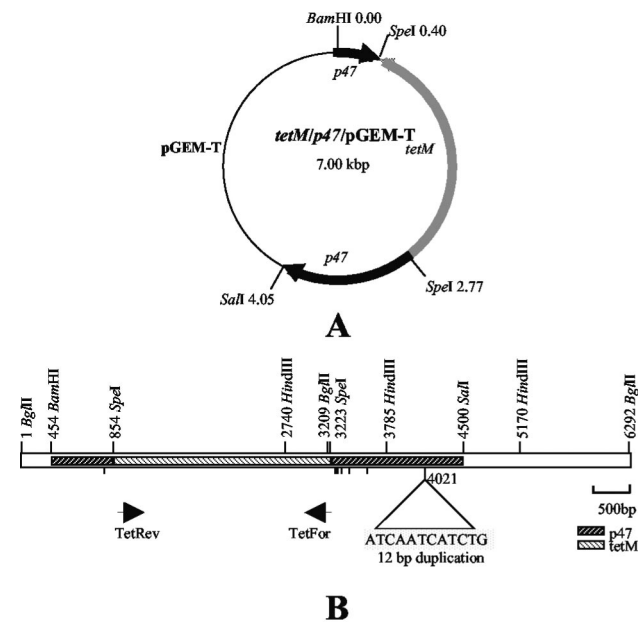 BamHI 0.00
SpeI 0.40
p47
tetM/p47/pGEM-T
tetM
7.00 kbp
pGEM-T
p47
SalI 4.05
SpeI 2.77
A
1 BglII
454 BamHI
854 SpeI
2740 HindIII
3209 BglII
3223 SpeI
3785 HindIII
4500 SalI
5170 HindIII
6292 BglII
4021
500bp
TetRev
TetFor
ATCAATCATCTG
12 bp duplication
p47
tetM
B